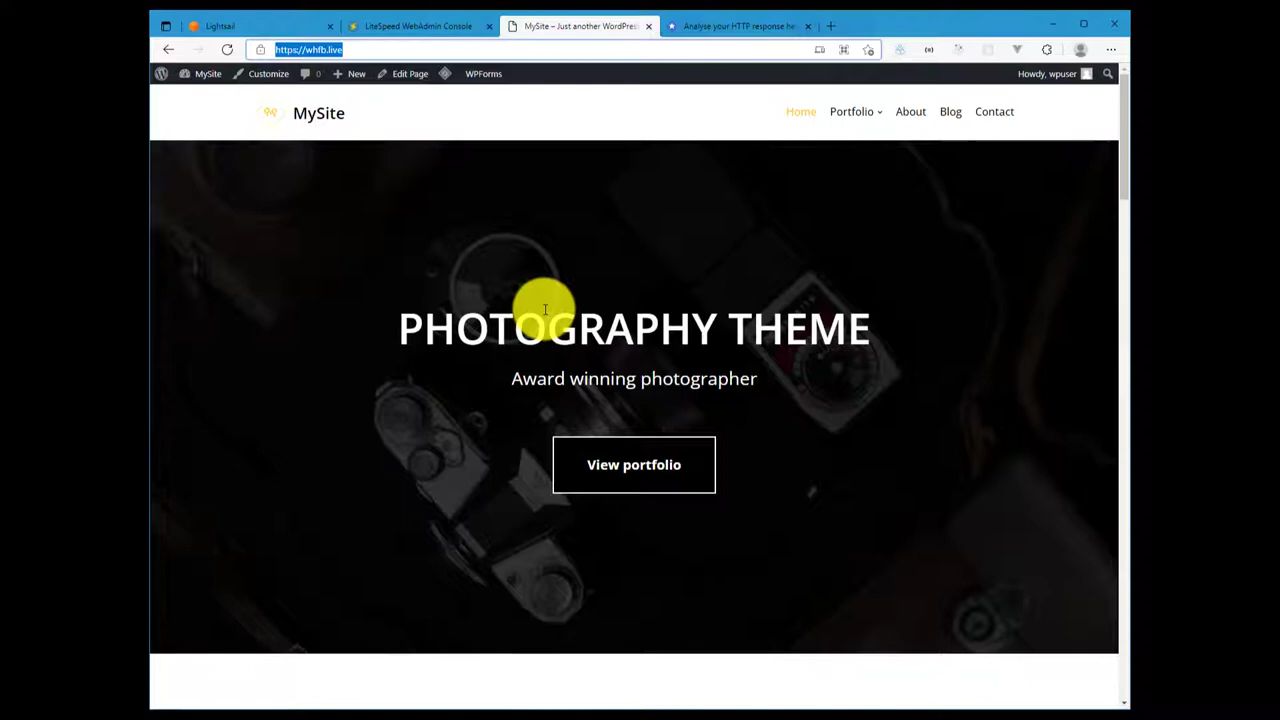 Lightsail
LiteSpeed WebAdmin Console
MySite – Just another WordPress
Analyse your HTTP response he
https://whfb.live
MySite
Customize
0
New
Edit Page
WPForms
Howdy, wpuser
MySite
Home
Portfolio
About
Blog
Contact
PHOTOGRAPHY THEME
Award winning photographer
View portfolio